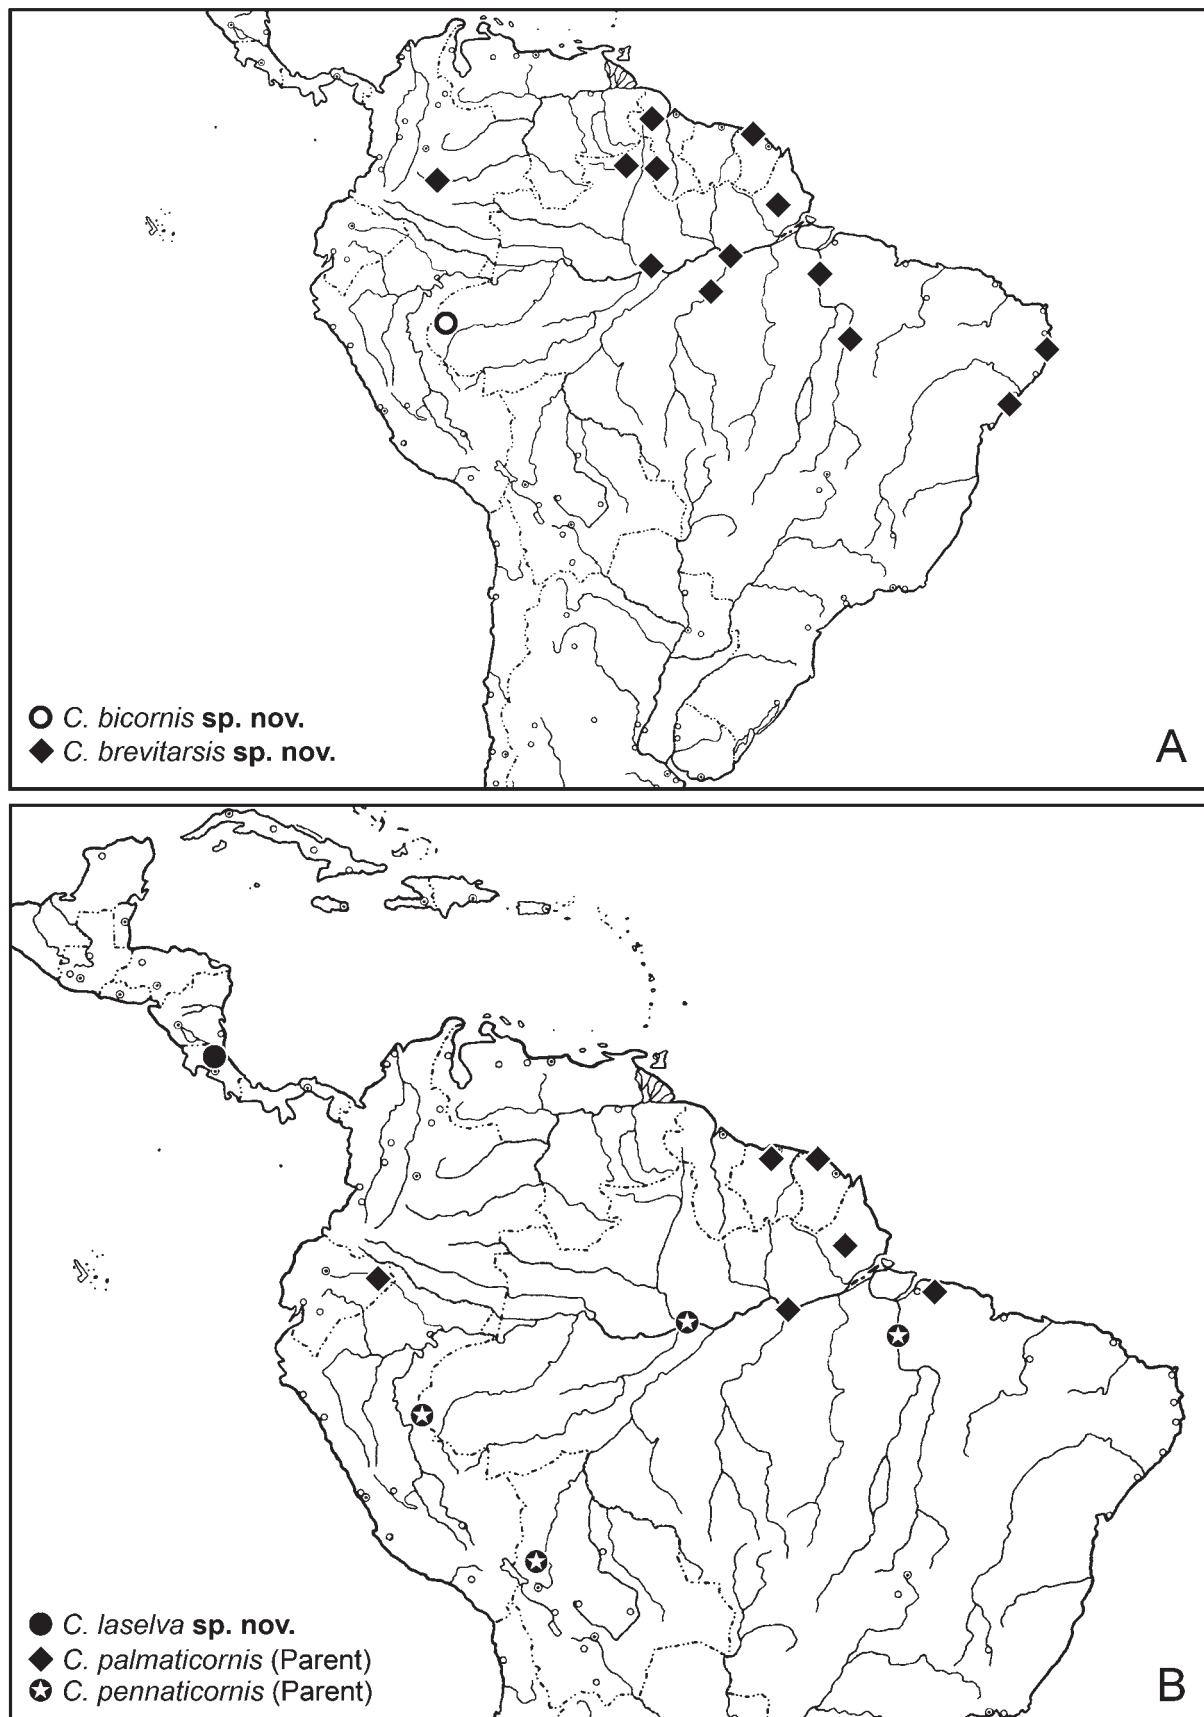 C. bicornis sp. nov.
C. brevitarsis sp. nov.
A
C. laselva sp. nov.
C. palmaticornis (Parent)
C. pennaticornis (Parent)
B